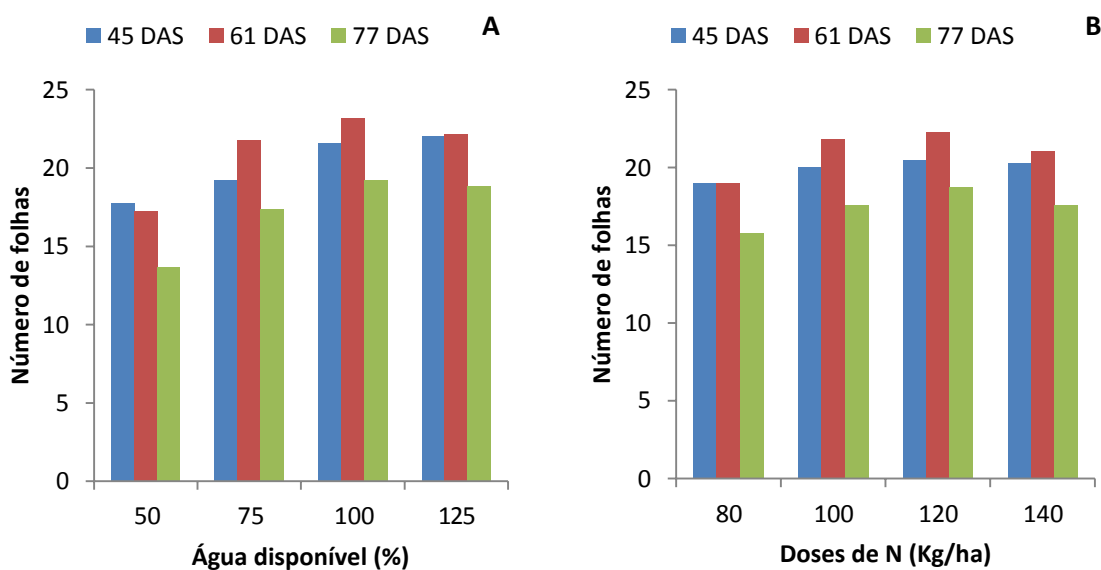 45 DAS 61 DAS 77 DAS A
Número de folhas
25
20
15
10
5
0
50 75 100 125
Água disponível (%)
45 DAS 61 DAS 77 DAS B
Número de folhas
25
20
15
10
5
0
80 100 120 140
Doses de N (Kg/ha)